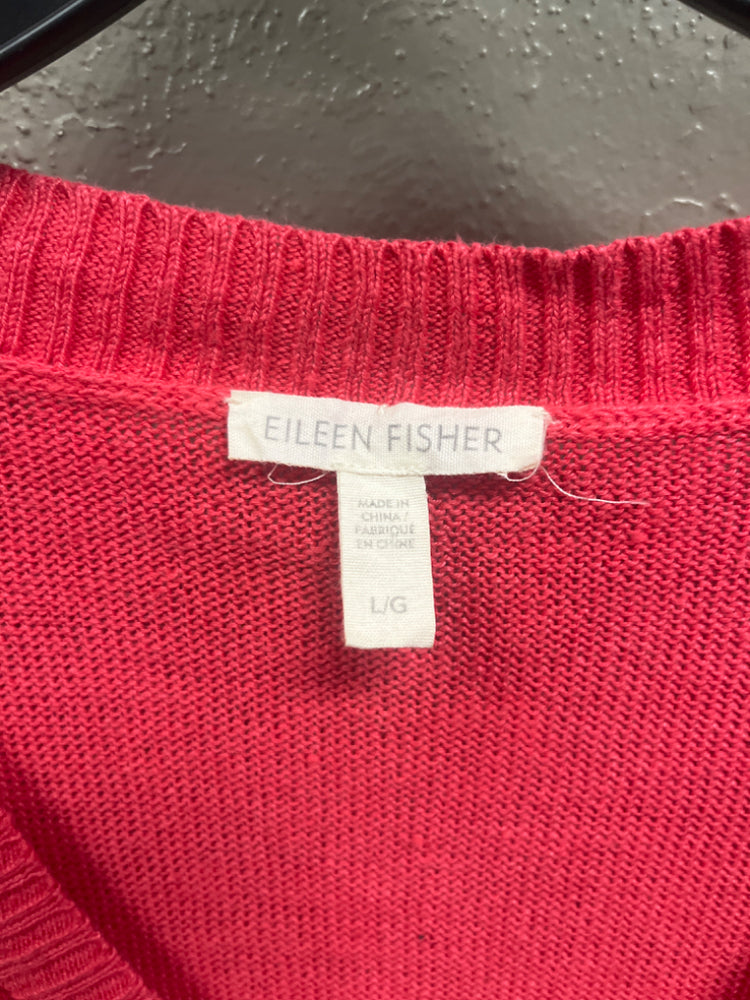 EILEEN FISHER
MADE IN
CHINA /
FABRIQUÉ
EN CHINE
L/G